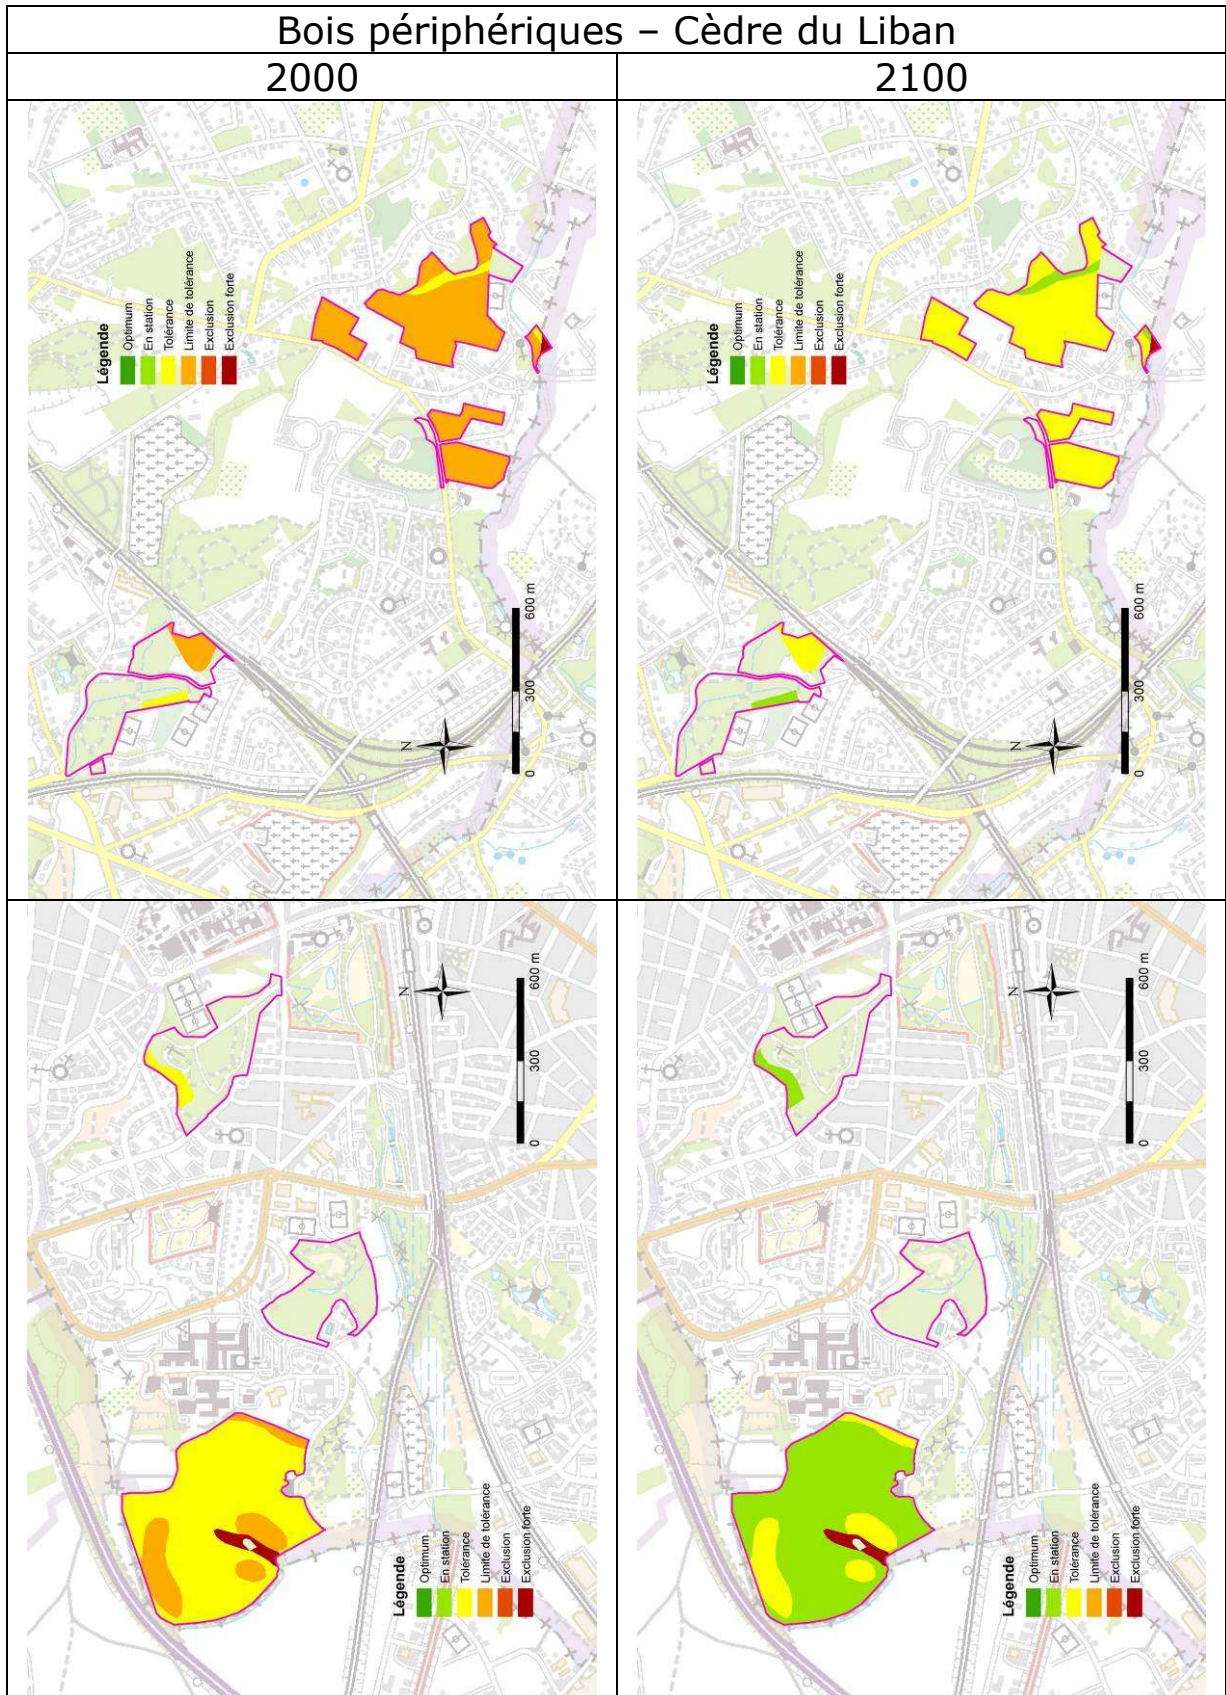 Bois périphériques – Cèdre du Liban
2000
2100
Légende
Optimum
En station
Tolérance
Limite de tolérance
Exclusion
Exclusion forte
N
0 300 600 m
Légende
Optimum
En station
Tolérance
Limite de tolérance
Exclusion
Exclusion forte
N
0 300 600 m
N
0 300 600 m
Légende
Optimum
En station
Tolérance
Limite de tolérance
Exclusion
Exclusion forte
N
0 300 600 m
Légende
Optimum
En station
Tolérance
Limite de tolérance
Exclusion
Exclusion forte